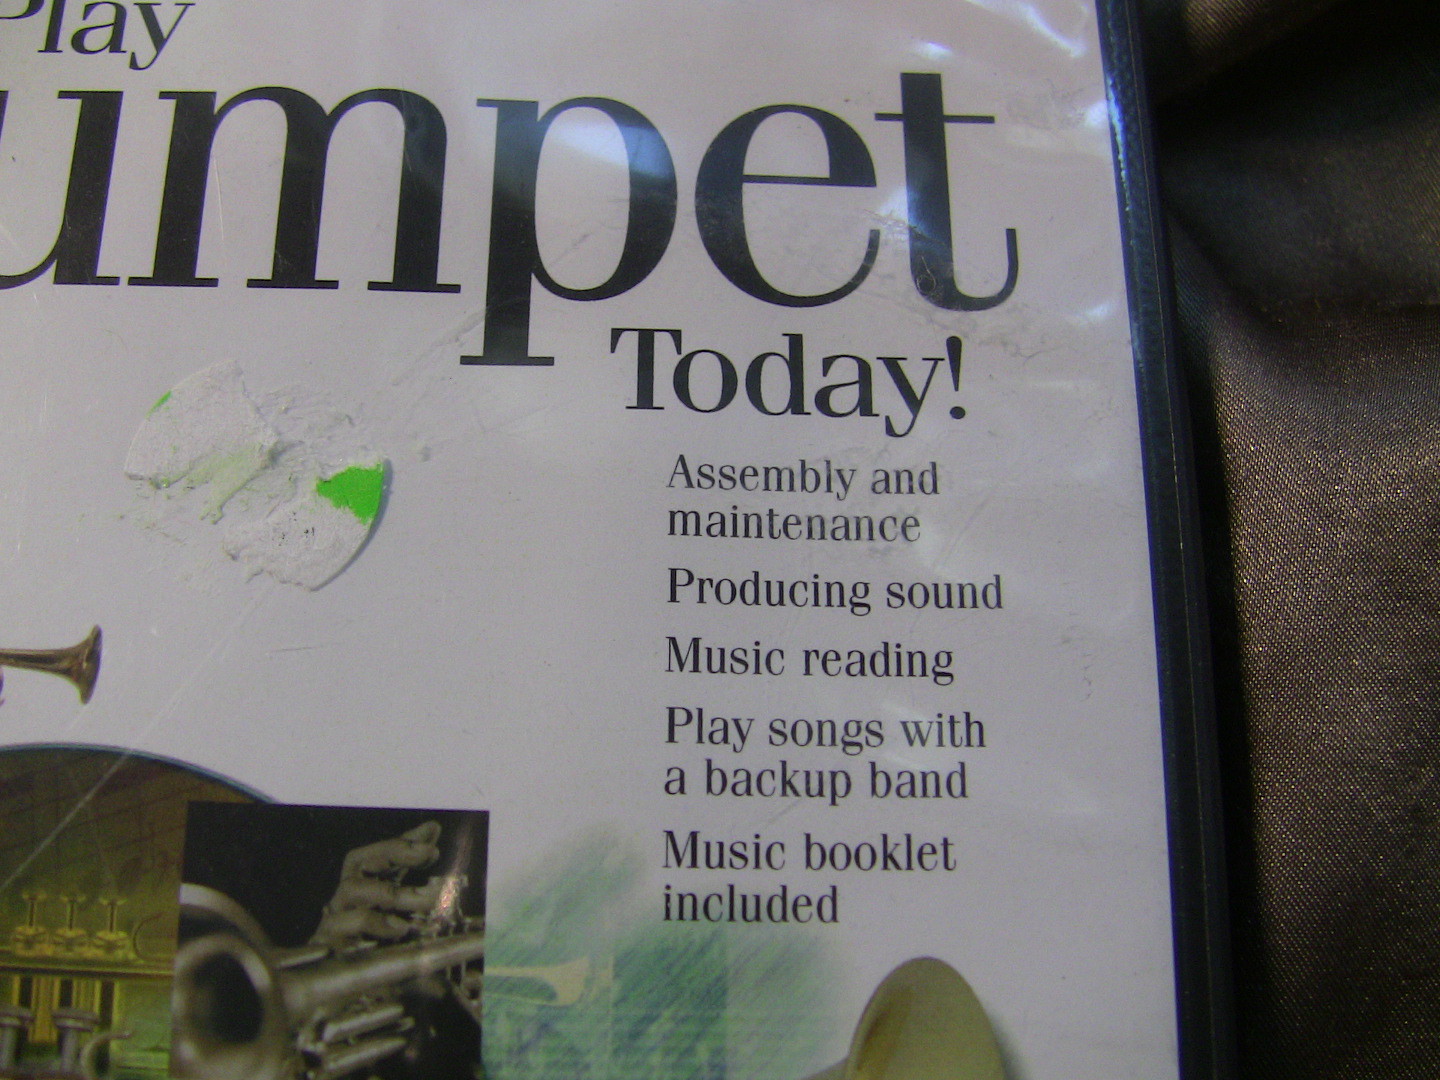 Play
umpet
Today!
Assembly and
maintenance
Producing sound
Music reading
Play songs with
a backup band
Music booklet
included